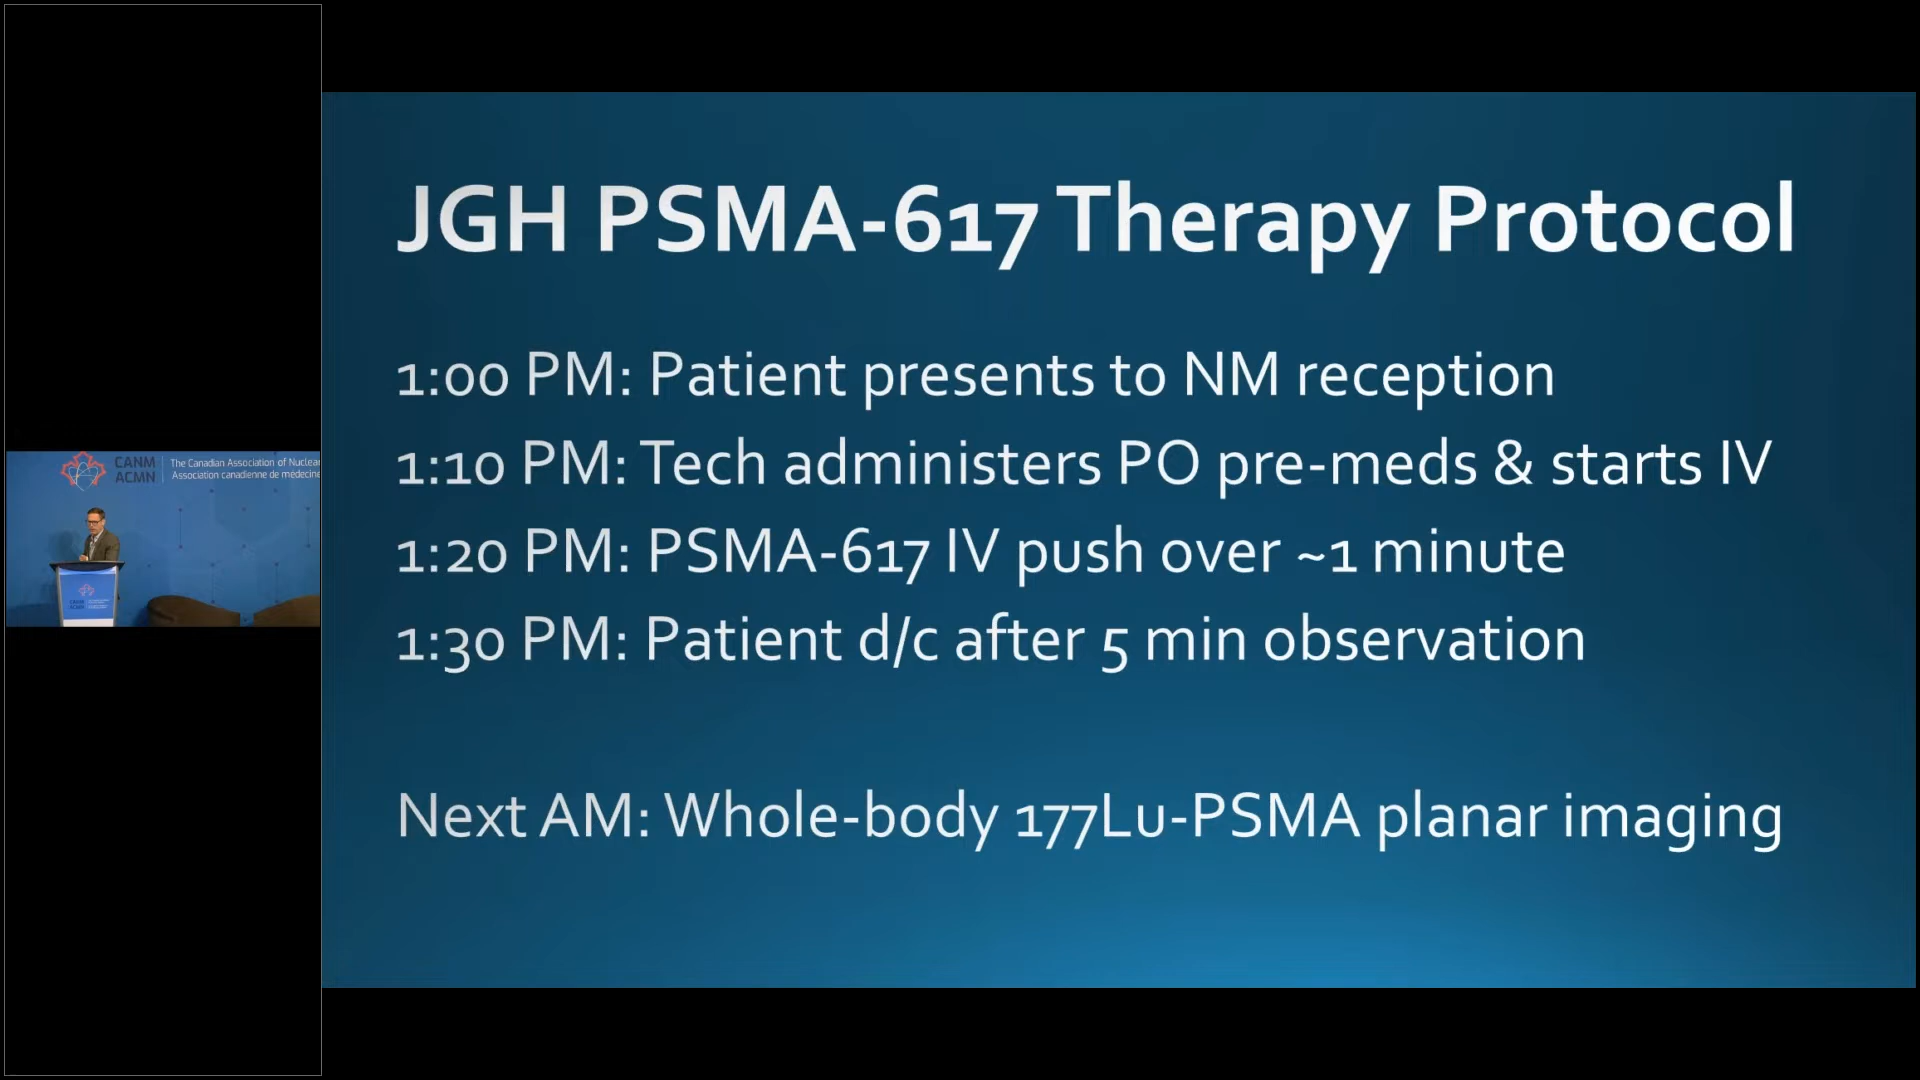 CANM
ACMN
The Canadian Association of Nuclear
Association canadienne de médecine
JGH PSMA-617 Therapy Protocol
1:00 PM: Patient presents to NM reception
1:10 PM: Tech administers PO pre-meds & starts IV
1:20 PM: PSMA-617 IV push over ~1 minute
1:30 PM: Patient d/c after 5 min observation
Next AM: Whole-body 177Lu-PSMA planar imaging